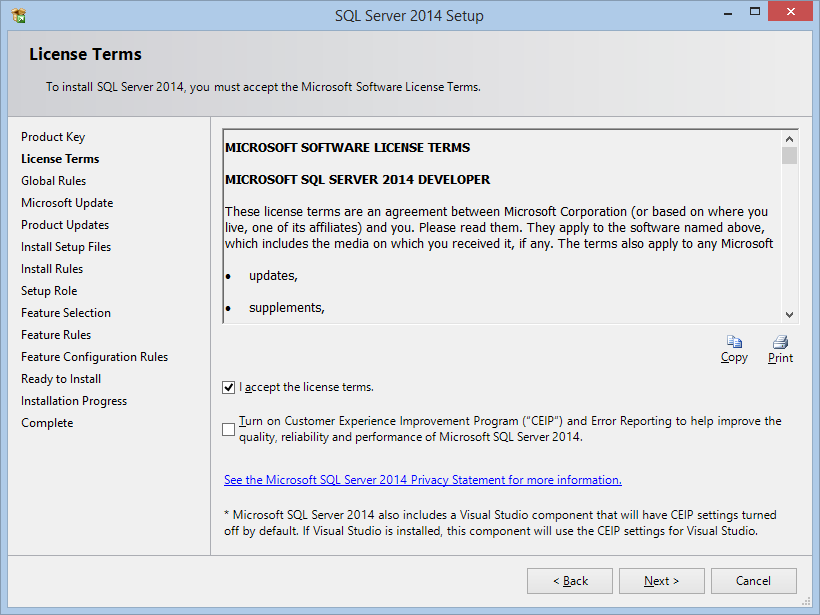 SQL Server 2014 Setup
License Terms
To install SQL Server 2014, you must accept the Microsoft Software License Terms.
Product Key
License Terms
Global Rules
Microsoft Update
Product Updates
Install Setup Files
Install Rules
Setup Role
Feature Selection
Feature Rules
Feature Configuration Rules
Ready to Install
Installation Progress
Complete
MICROSOFT SOFTWARE LICENSE TERMS
MICROSOFT SQL SERVER 2014 DEVELOPER
These license terms are an agreement between Microsoft Corporation (or based on where you
live, one of its affiliates) and you. Please read them. They apply to the software named above,
which includes the media on which you received it, if any. The terms also apply to any Microsoft
• updates,
• supplements,
Copy
Print
I accept the license terms.
Turn on Customer Experience Improvement Program ("CEIP") and Error Reporting to help improve the
quality, reliability and performance of Microsoft SQL Server 2014.
See the Microsoft SQL Server 2014 Privacy Statement for more information.
* Microsoft SQL Server 2014 also includes a Visual Studio component that will have CEIP settings turned
off by default. If Visual Studio is installed, this component will use the CEIP settings for Visual Studio.
< Back
Next >
Cancel